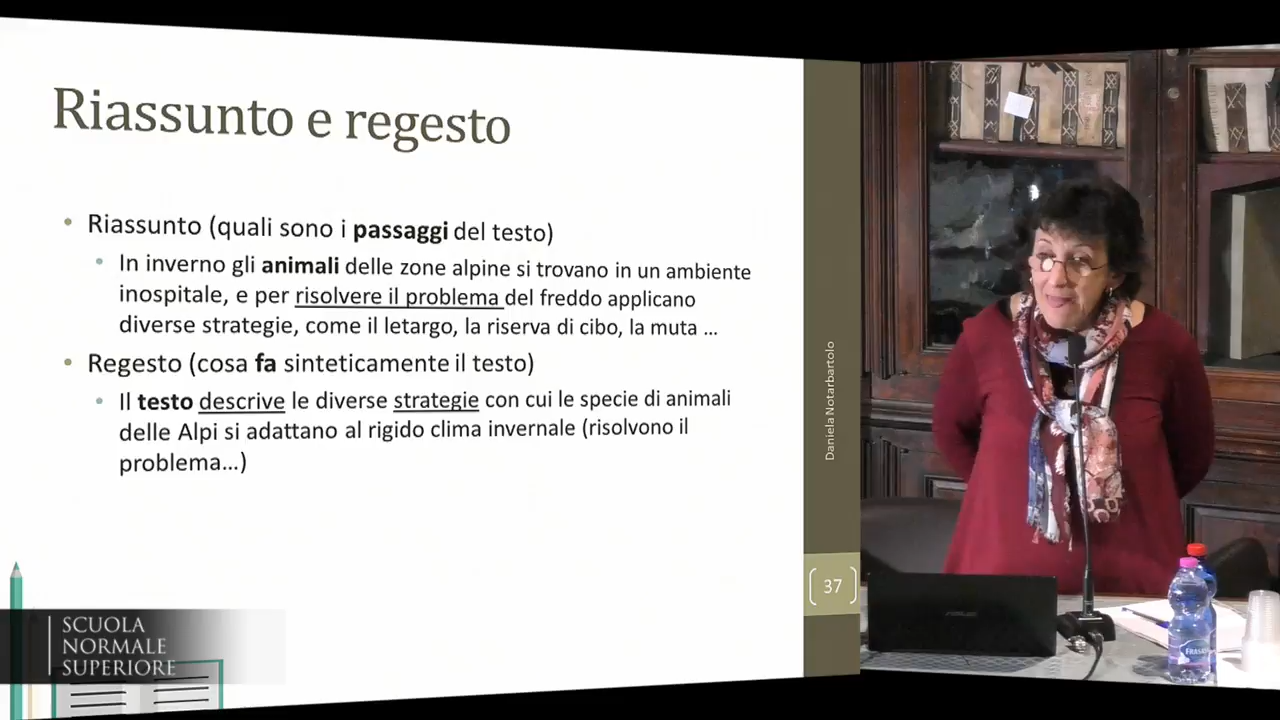 Riassunto e regesto
• Riassunto (quali sono i passaggi del testo)
• In inverno gli animali delle zone alpine si trovano in un ambiente
inospitale, e per risolvere il problema del freddo applicano
diverse strategie, come il letargo, la riserva di cibo, la muta ...
• Regesto (cosa fa sinteticamente il testo)
• Il testo descrive le diverse strategie con cui le specie di animali
delle Alpi si adattano al rigido clima invernale (risolvono il
problema...)
Daniela Notarbartolo
37
SCUOLA
NORMALE
SUPERIORE
ASUS